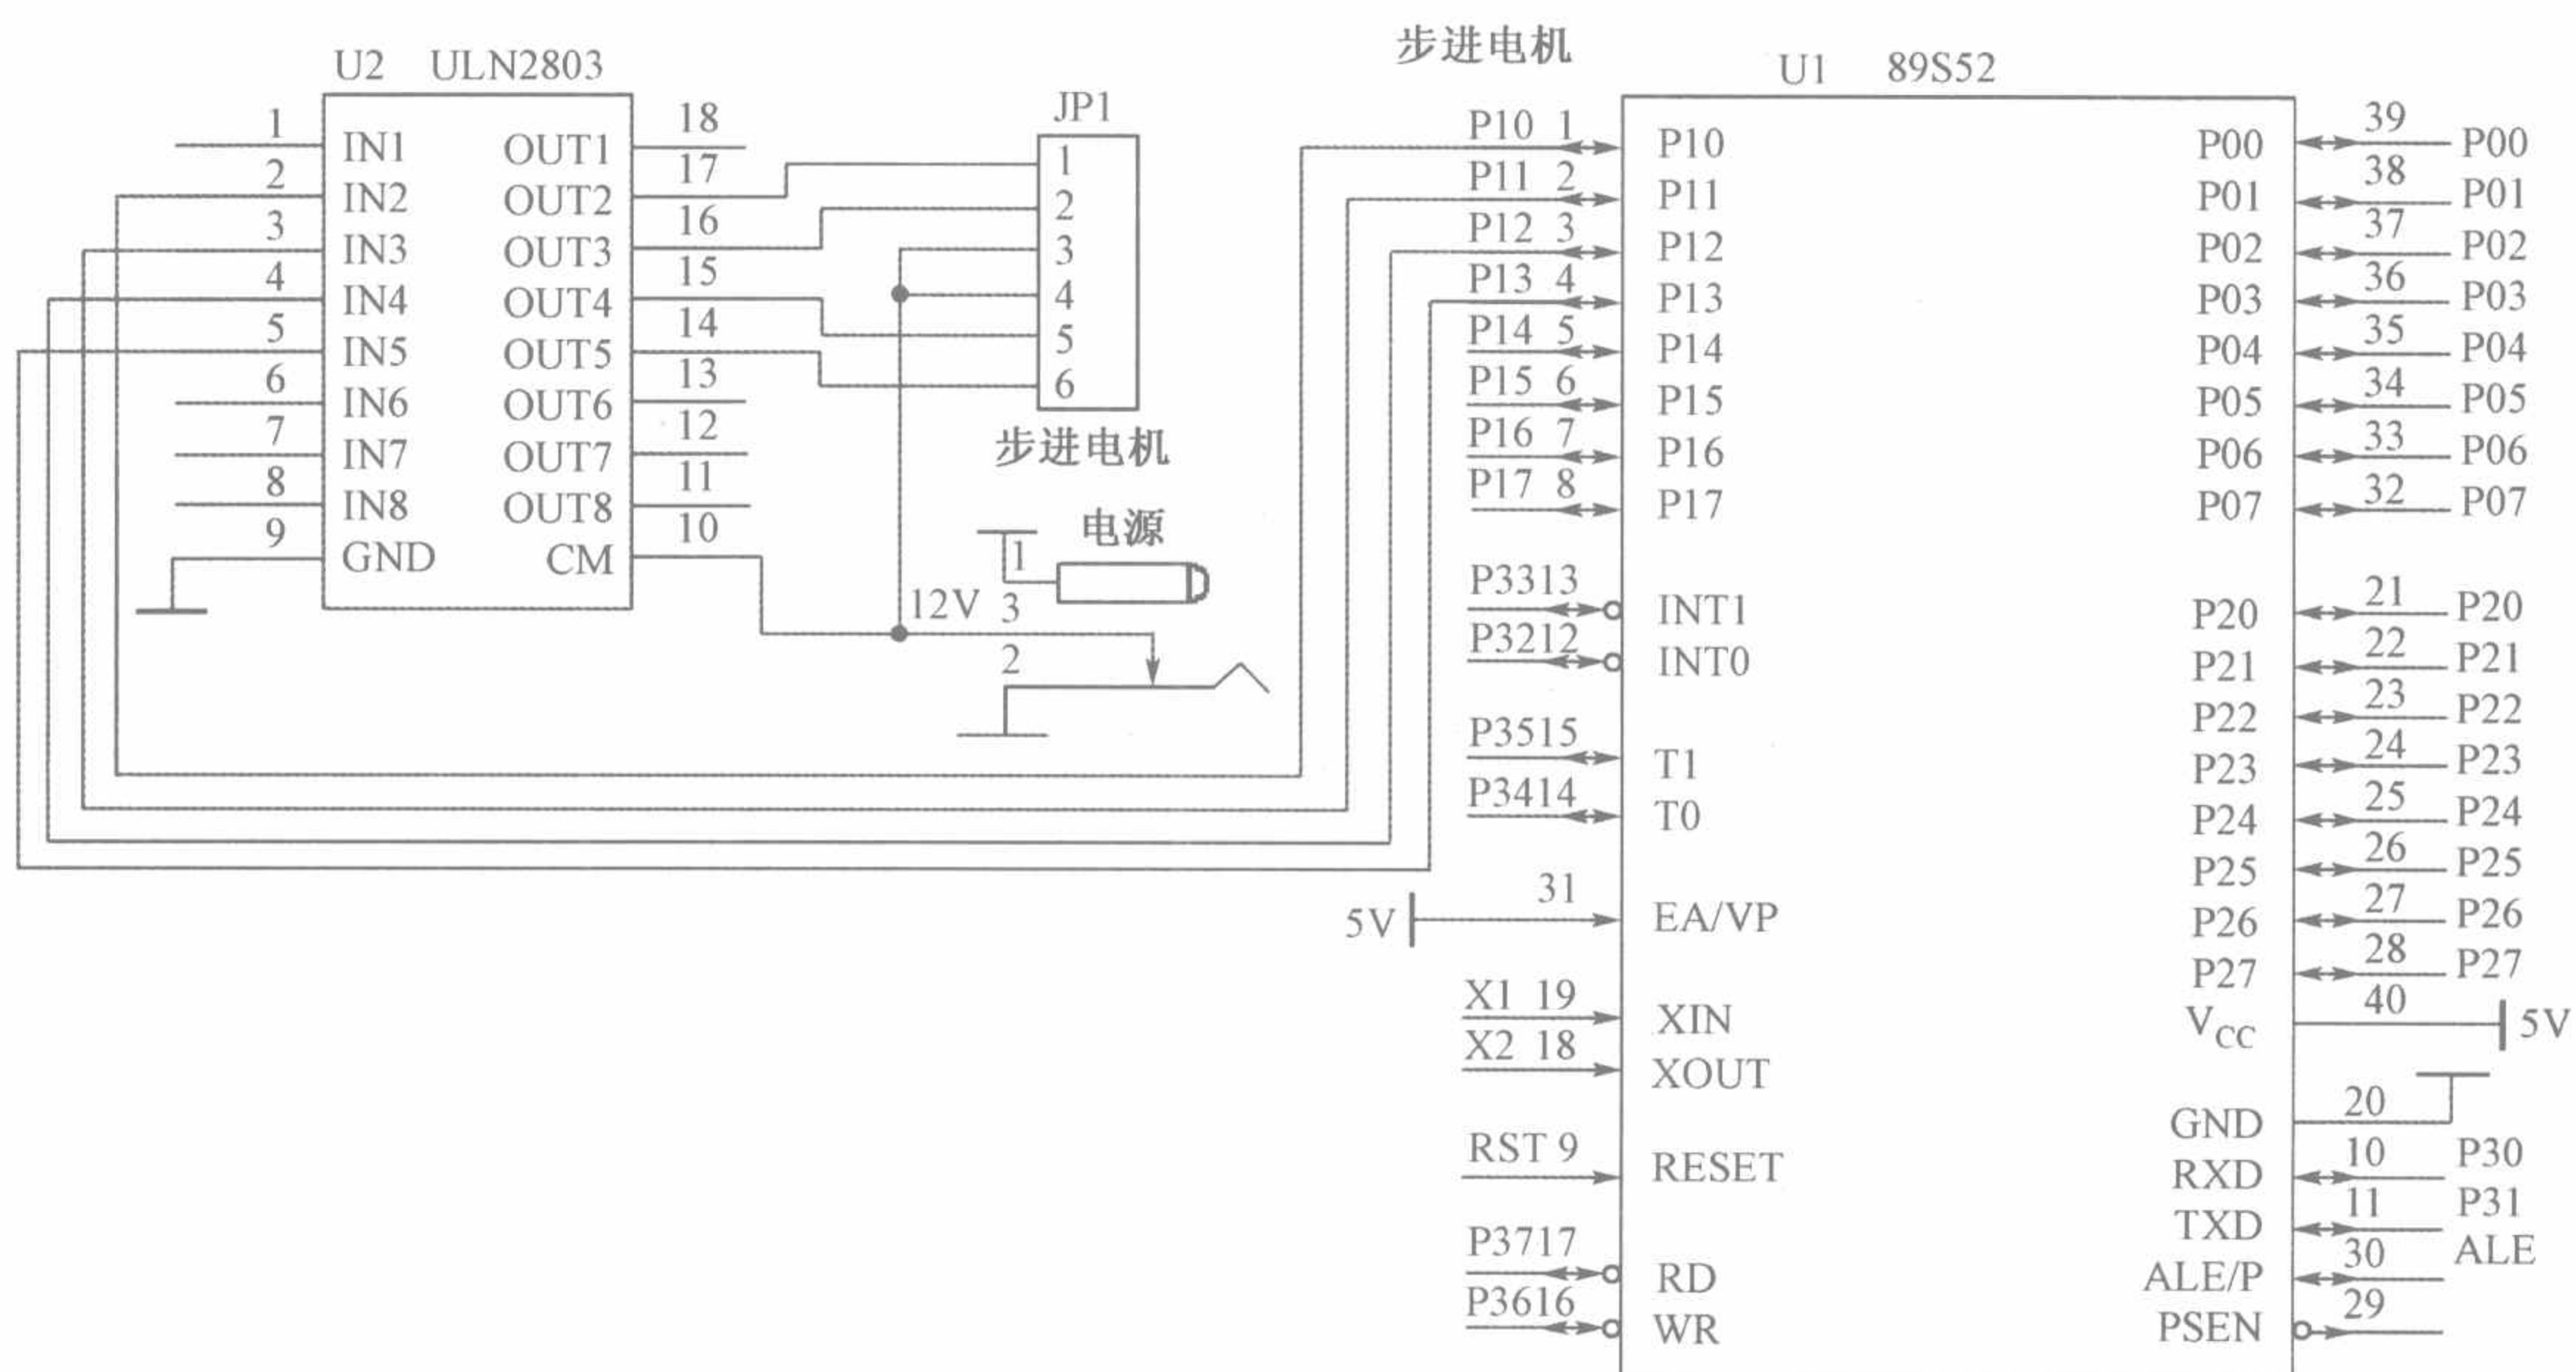 步进电机
U2 ULN2803
U1 89S52
JP1
1 IN1 OUT1 18
2 IN2 OUT2 17
3 IN3 OUT3 16
4 IN4 OUT4 15
5 IN5 OUT5 14
6 IN6 OUT6 13
7 IN7 OUT7 12
8 IN8 OUT8 11
9 GND CM 10
1
2
3
4
5
6
步进电机
电源
1
12V 3
2
P10 1 P10 P00 39 P00
P11 2 P11 P01 38 P01
P12 3 P12 P02 37 P02
P13 4 P13 P03 36 P03
P14 5 P14 P04 35 P04
P15 6 P15 P05 34 P05
P16 7 P16 P06 33 P06
P17 8 P17 P07 32 P07
P3313 INT1 P20 21 P20
P3212 INT0 P21 22 P21
P22 23 P22
P3515 T1 P23 24 P23
P3414 T0 P24 25 P24
P25 26 P25
5V 31 EA/VP P26 27 P26
P27 28 P27
X1 19 XIN VCC 40 5V
X2 18 XOUT
GND 20
RST 9 RESET RXD 10 P30
TXD 11 P31
P3717 RD ALE/P 30 ALE
P3616 WR PSEN 29